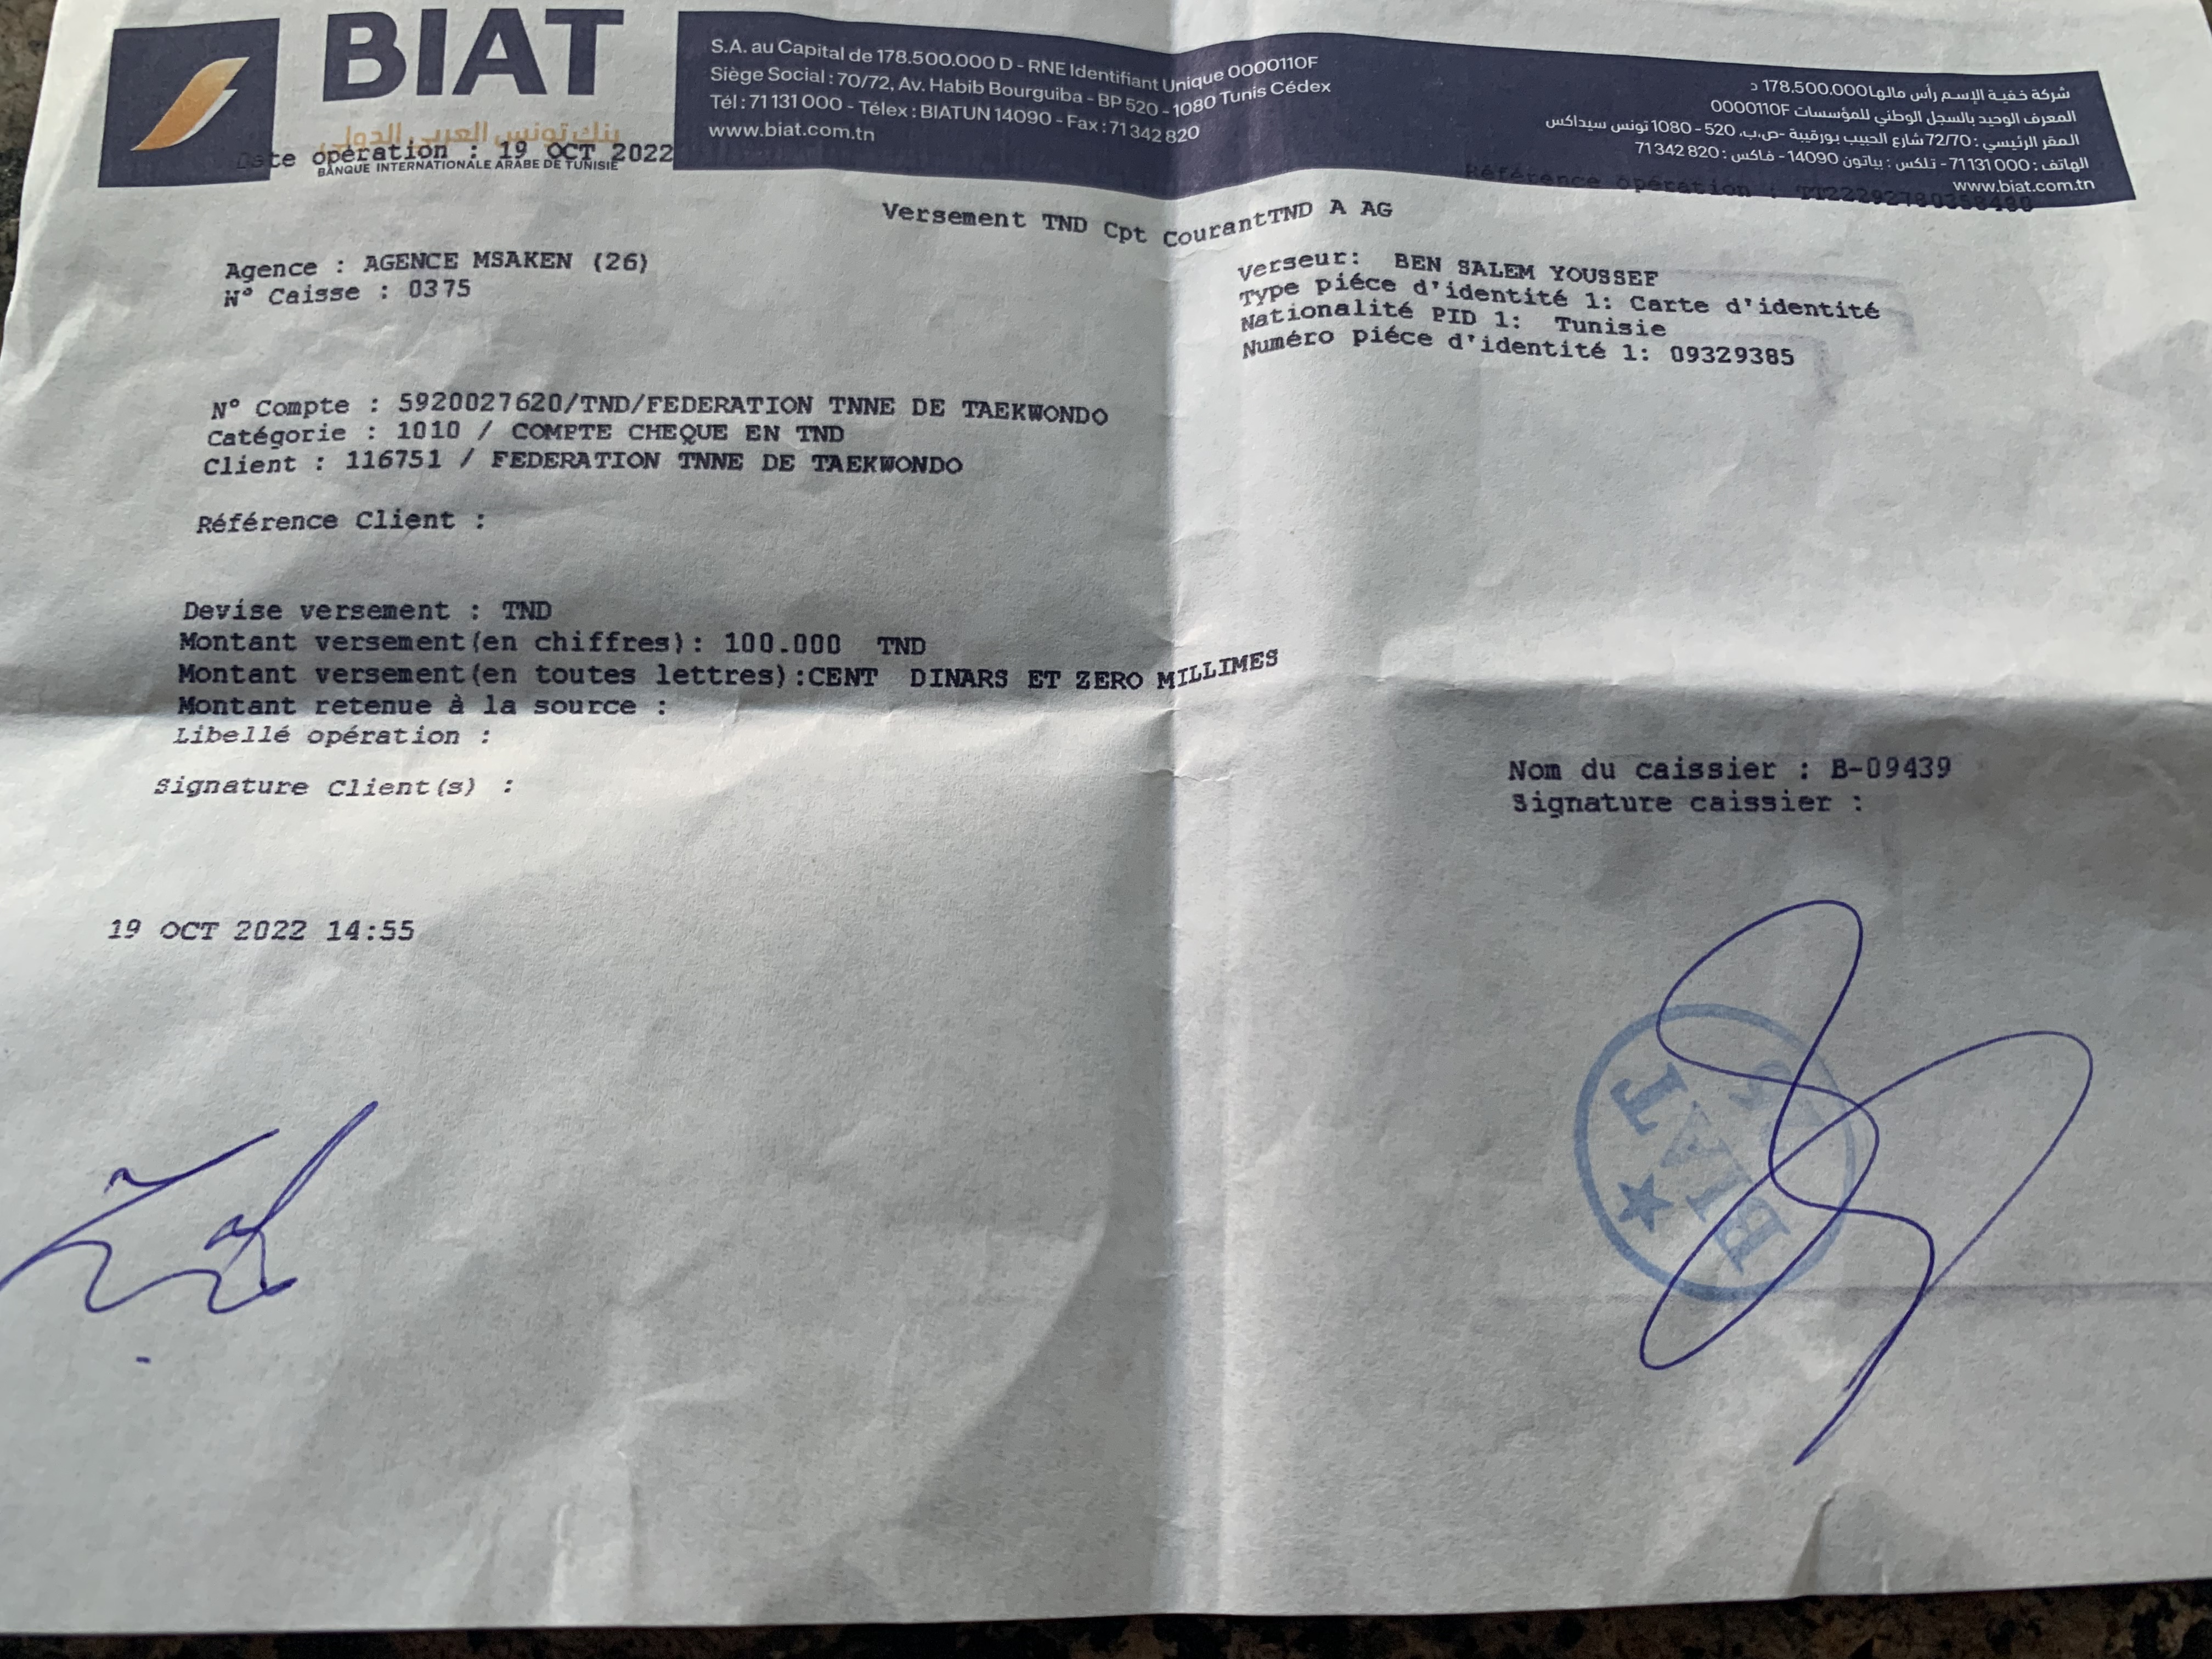 BIAT
بنك تونس العربي الدولي
BANQUE INTERNATIONALE ARABE DE TUNISIE
S.A. au Capital de 178.500.000 D - RNE Identifiant Unique 0000110F
Siège Social : 70/72, Av. Habib Bourguiba - BP 520 - 1080 Tunis Cédex
Tél : 71 131 000 - Télex : BIATUN 14090 - Fax : 71 342 820
www.biat.com.tn
شركة خفية الإسم رأس مالها 178.500.000 د
المعرف الوحيد بالسجل الوطني للمؤسسات 0000110F
المقر الرئيسي : 72/70 شارع الحبيب بورقيبة -ص.ب. 520 - 1080 تونس سيداكس
الهاتف : 71 131 000 - تلكس : بياتون 14090 - فاكس : 71 342 820
www.biat.com.tn
Date opération : 19 OCT 2022
Référence opération :
Versement TND Cpt CourantTND A AG
Agence : AGENCE MSAKEN (26)
N° Caisse : 0375
Verseur: BEN SALEM YOUSSEF
Type piéce d'identité 1: Carte d'identité
Nationalité PID 1: Tunisie
Numéro piéce d'identité 1: 09329385
N° Compte : 5920027620/TND/FEDERATION TNNE DE TAEKWONDO
Catégorie : 1010 / COMPTE CHEQUE EN TND
Client : 116751 / FEDERATION TNNE DE TAEKWONDO
Référence Client :
Devise versement : TND
Montant versement(en chiffres): 100.000 TND
Montant versement(en toutes lettres):CENT DINARS ET ZERO MILLIMES
Montant retenue à la source :
Libellé opération :
Signature Client(s) :
Nom du caissier : B-09439
Signature caissier :
19 OCT 2022 14:55
BIAT